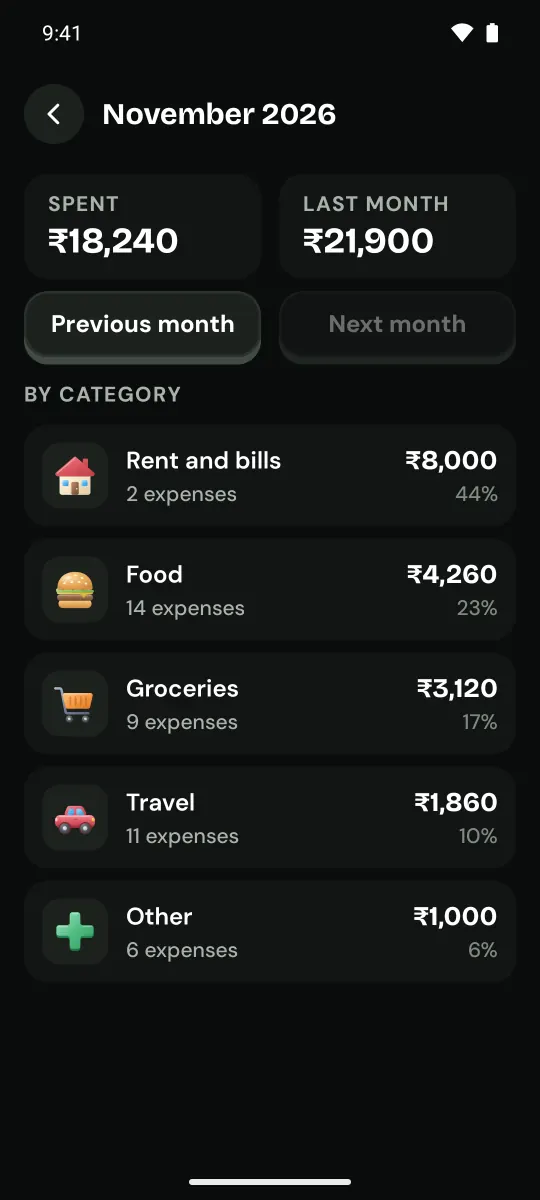 9:41
November 2026
SPENT
₹18,240
LAST MONTH
₹21,900
Previous month
Next month
BY CATEGORY
Rent and bills
₹8,000
2 expenses
44%
Food
₹4,260
14 expenses
23%
Groceries
₹3,120
9 expenses
17%
Travel
₹1,860
11 expenses
10%
Other
₹1,000
6 expenses
6%